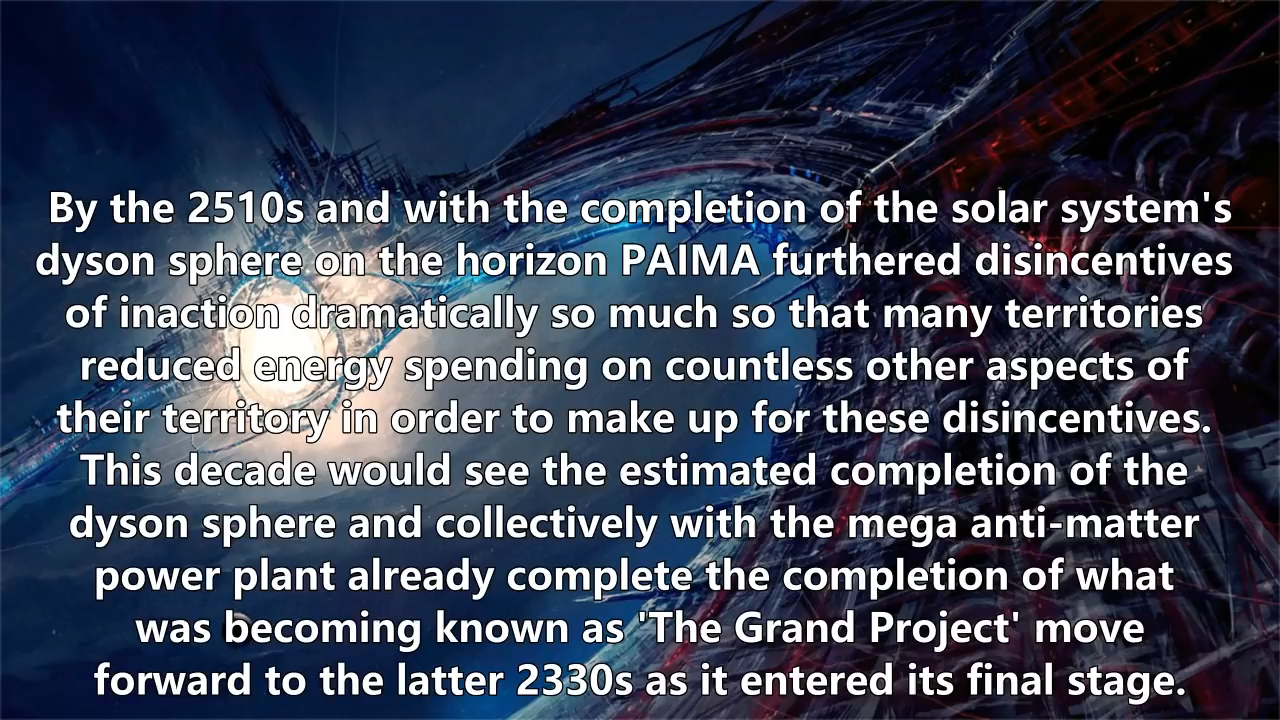 By the 2510s and with the completion of the solar system's
dyson sphere on the horizon PAIMA furthered disincentives
of inaction dramatically so much so that many territories
reduced energy spending on countless other aspects of
their territory in order to make up for these disincentives.
This decade would see the estimated completion of the
dyson sphere and collectively with the mega anti-matter
power plant already complete the completion of what
was becoming known as 'The Grand Project' move
forward to the latter 2330s as it entered its final stage.